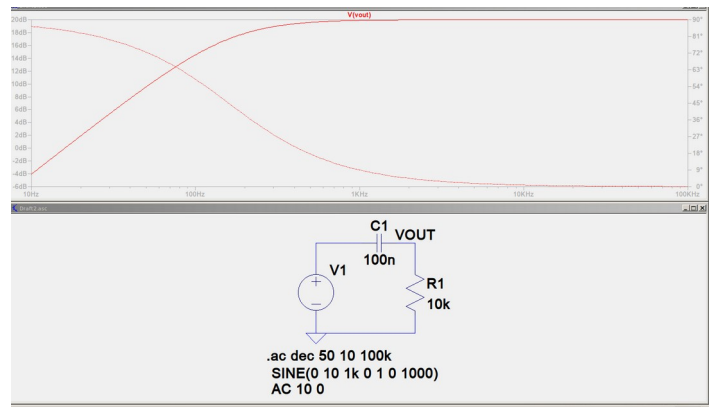 V(vout)
20dB 90°
18dB 81°
16dB 72°
14dB 63°
12dB 54°
10dB 45°
8dB 36°
6dB 27°
4dB 18°
2dB 9°
0dB 0°
-2dB
-4dB
-6dB
10Hz 100Hz 1KHz 10KHz 100KHz
Draft2.asc
C1
VOUT
100n
V1
R1
10k
.ac dec 50 10 100k
SINE(0 10 1k 0 1 0 1000)
AC 10 0